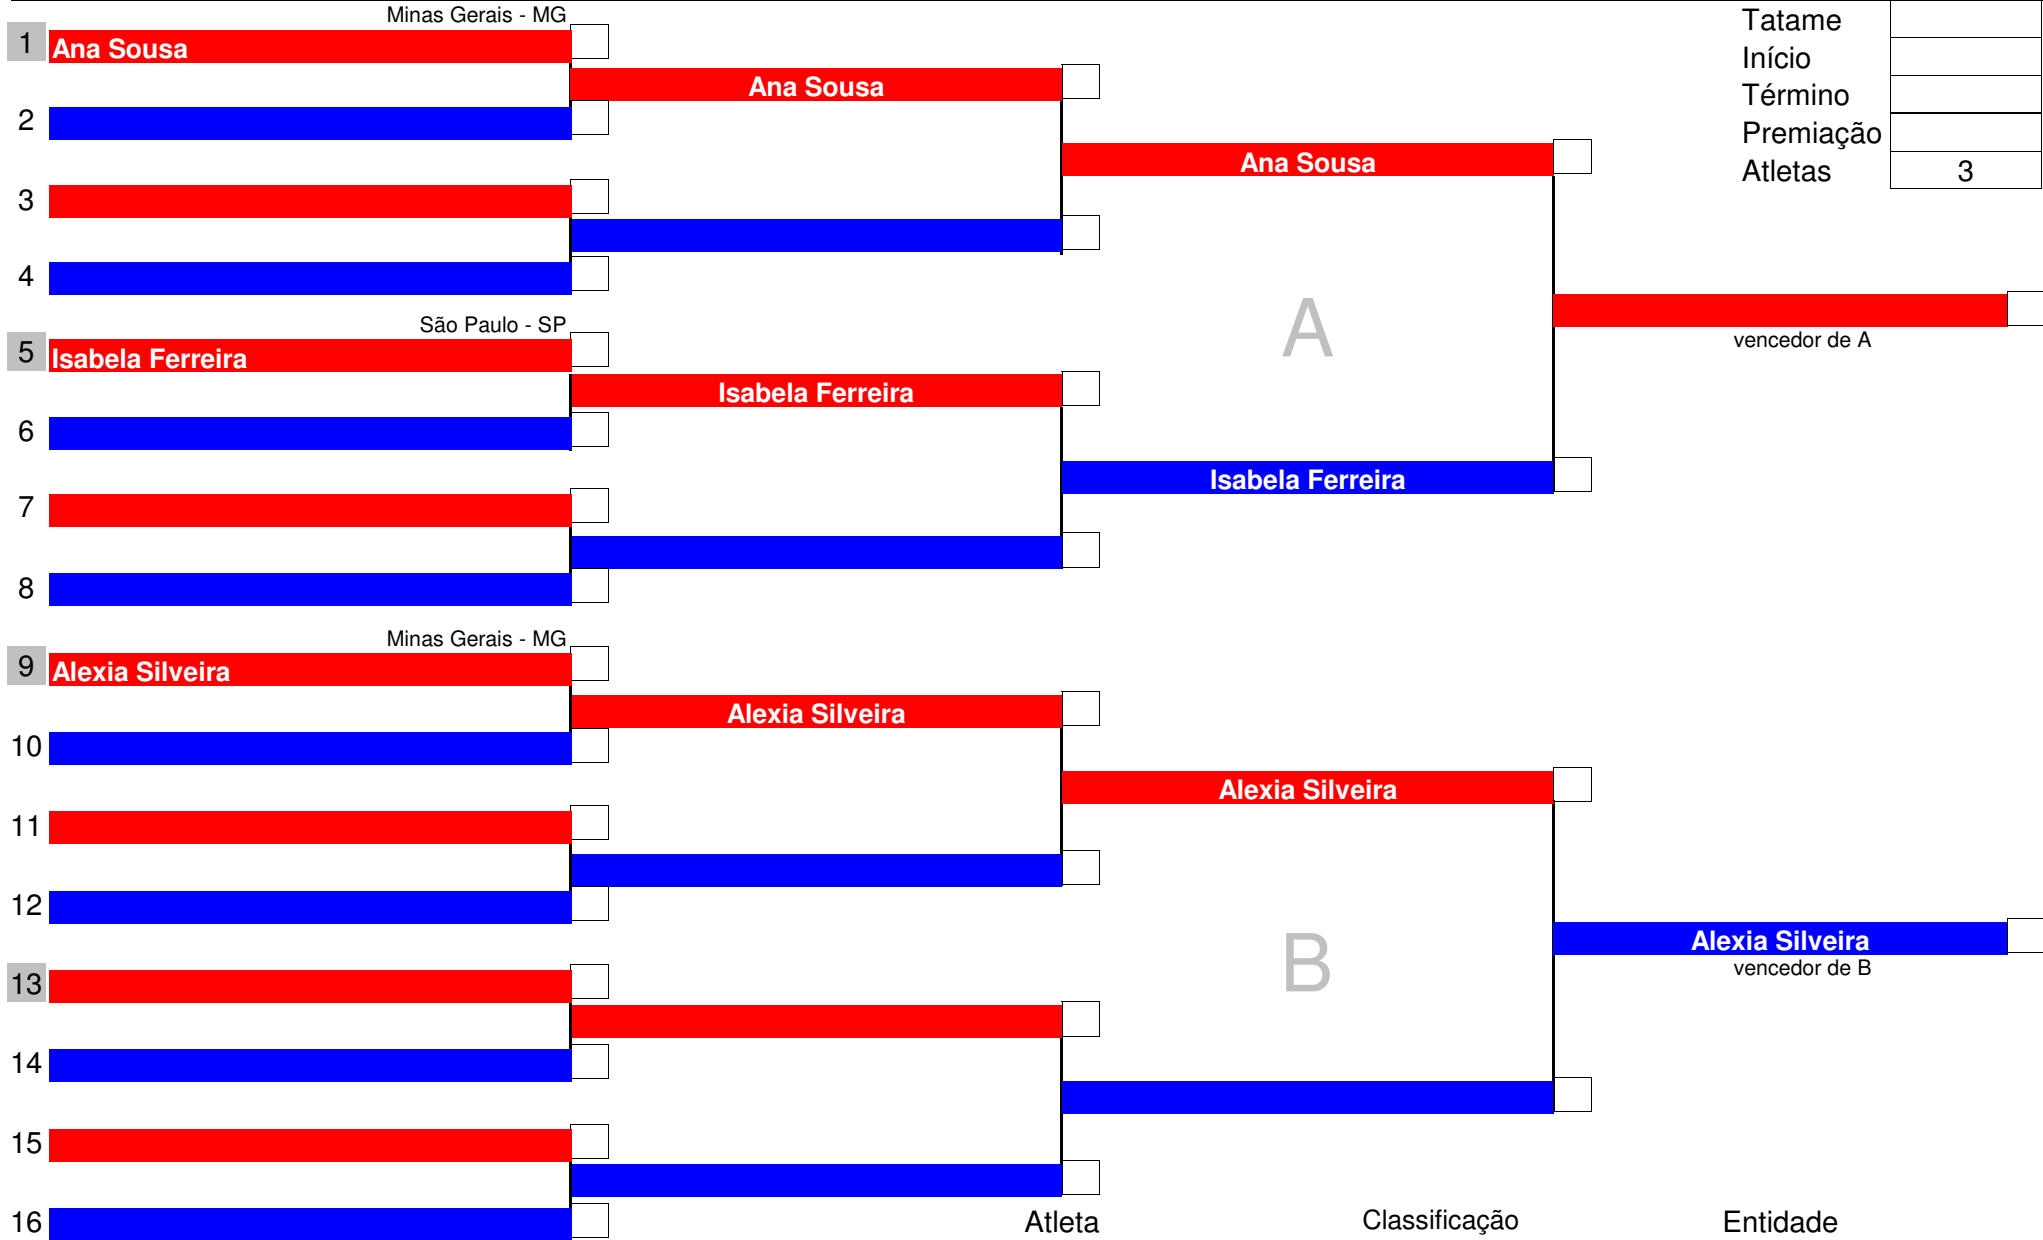 Minas Gerais - MG
1 Ana Sousa
Ana Sousa
2
Ana Sousa
3
4
São Paulo - SP
5 Isabela Ferreira
Isabela Ferreira
6
Isabela Ferreira
7
8
A
vencedor de A
Minas Gerais - MG
9 Alexia Silveira
Alexia Silveira
10
Alexia Silveira
11
12
B
Alexia Silveira
vencedor de B
13
14
15
16
Tatame
Início
Término
Premiação
Atletas 3
Atleta Classificação Entidade